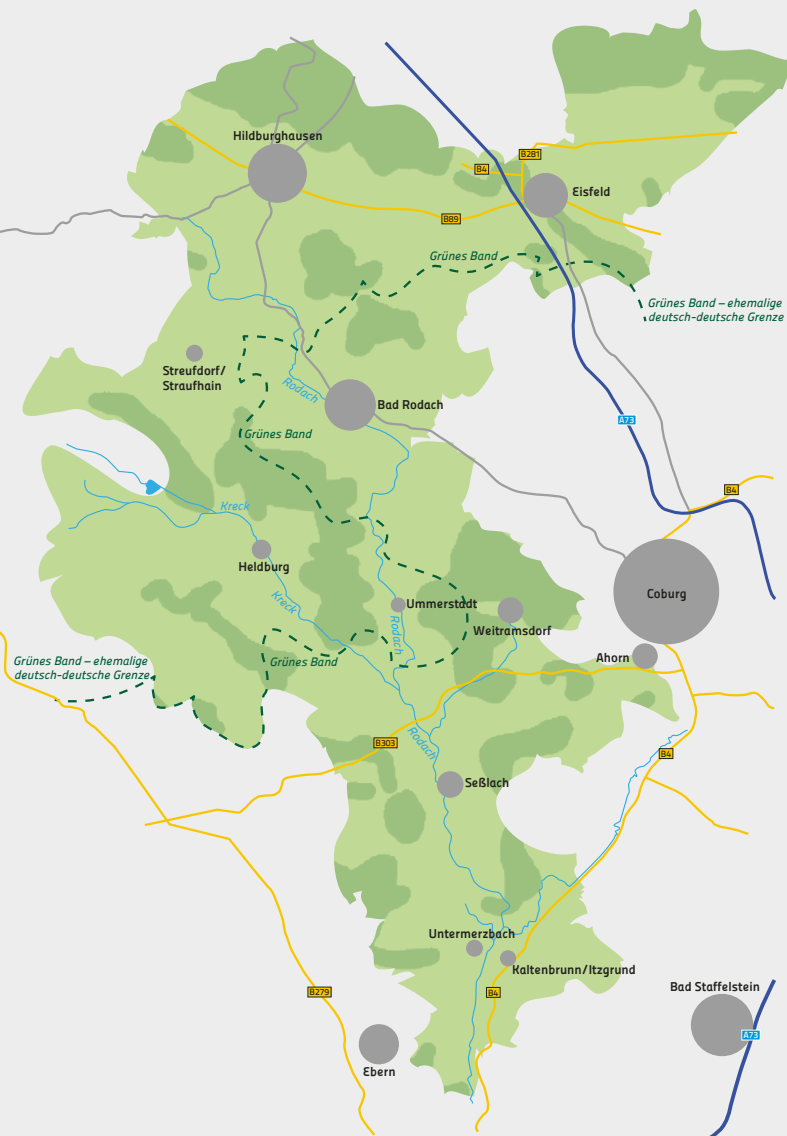 Hildburghausen
B281
B4
Eisfeld
B89
Grünes Band
Grünes Band – ehemalige
deutsch-deutsche Grenze
Streufdorf/
Straufhain
Rodach
Bad Rodach
A73
Grünes Band
B4
Kreck
Heldburg
Coburg
Kreck
Ummerstadt
Rodach
Weitramsdorf
Ahorn
Grünes Band – ehemalige
deutsch-deutsche Grenze
Grünes Band
B303
Rodach
B4
Seßlach
Untermerzbach
Kaltenbrunn/Itzgrund
B279
B4
Bad Staffelstein
A73
Ebern